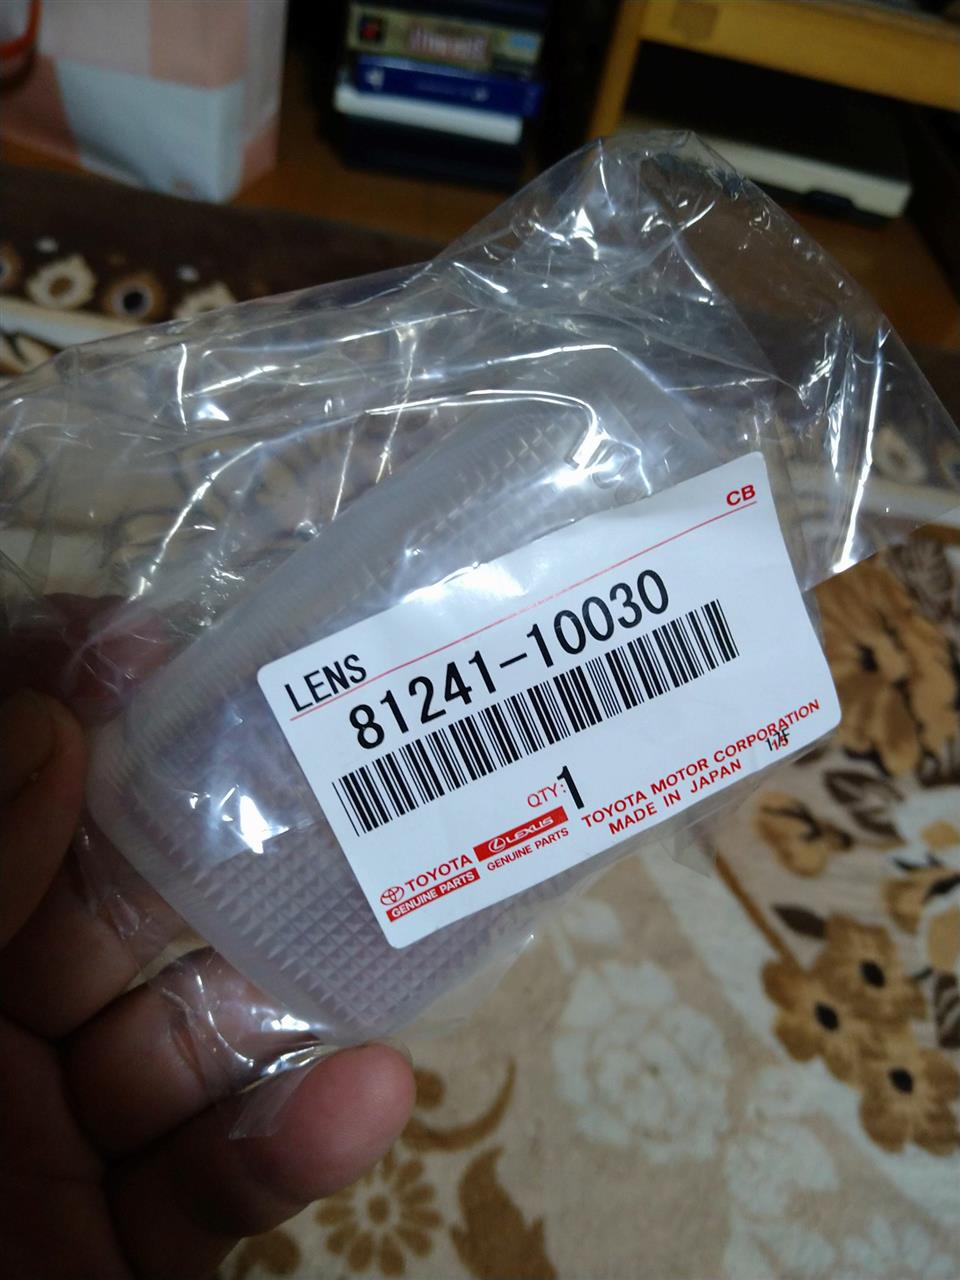 CB
LENS
81241-10030
QTY:1
TOYOTA
GENUINE PARTS
LEXUS
GENUINE PARTS
TOYOTA MOTOR CORPORATION
MADE IN JAPAN